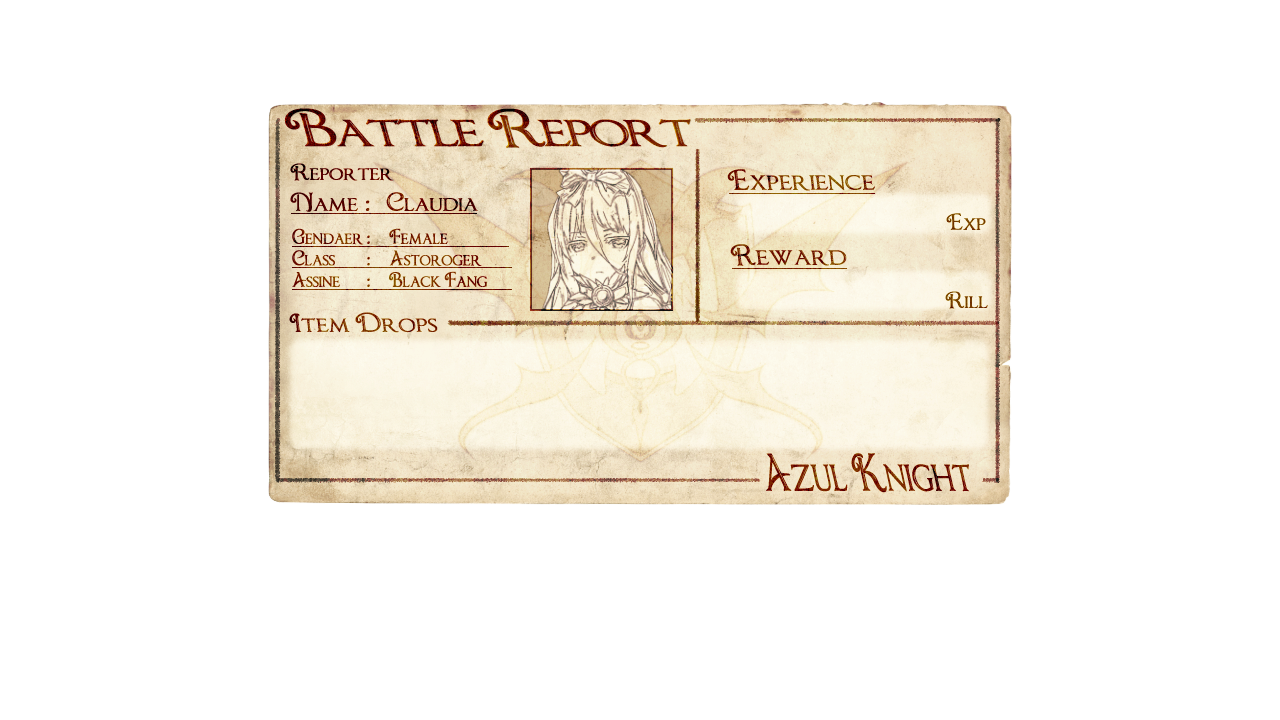 Battle Report
Reporter
Name : Claudia
Gendaer : Female
Class : Astoroger
Assine : Black Fang
Experience
Exp
Reward
Rill
Item Drops
Azul Knight